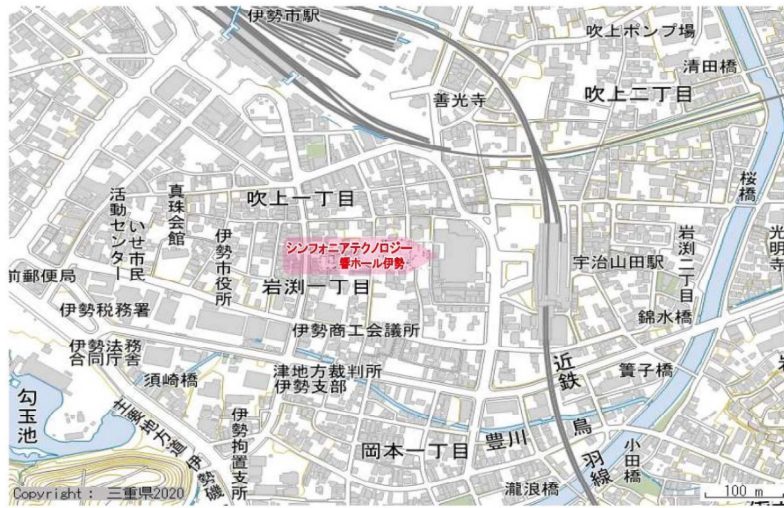 伊勢市駅
吹上ポンプ場
清田橋
善光寺
吹上二丁目
桜橋
吹上一丁目
真珠会館
いせ市民
活動センター
伊勢市役所
シンフォニアテクノロジー
響ホール伊勢
宇治山田駅
岩渕二丁目
光明寺
前郵便局
岩渕一丁目
伊勢税務署
伊勢商工会議所
錦水橋
伊勢法務
合同庁舎
須崎橋
津地方裁判所
伊勢支部
近鉄
鳥羽線
簀子橋
勾玉池
主要地方道伊勢磯
伊勢拘置支所
岡本一丁目
豊川
小田橋
瀧浪橋
100 m
Copyright : 三重県2020